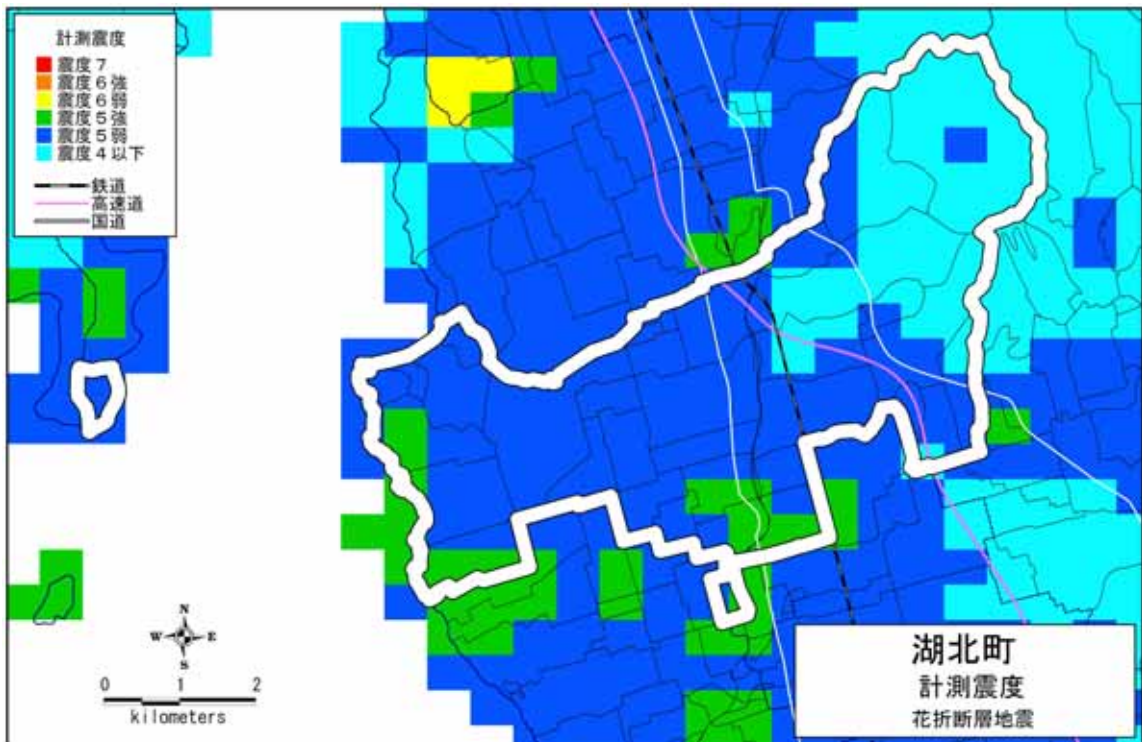 計測震度
震度７
震度６強
震度６弱
震度５強
震度５弱
震度４以下
鉄道
高速道
国道
N
W E
S
0 1 2
kilometers
湖北町
計測震度
花折断層地震